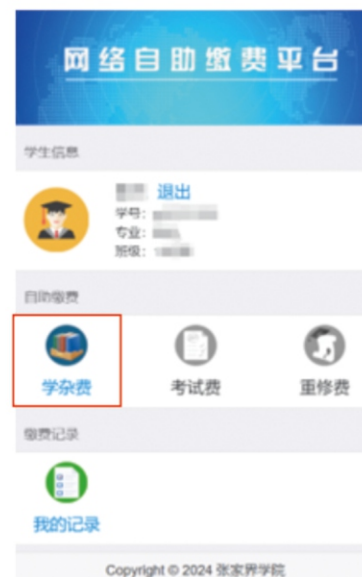 网络自助缴费平台
学生信息
退出
学号:
专业:
班级:
自助缴费
学杂费 考试费 重修费
缴费记录
我的记录
Copyright © 2024 张家界学院